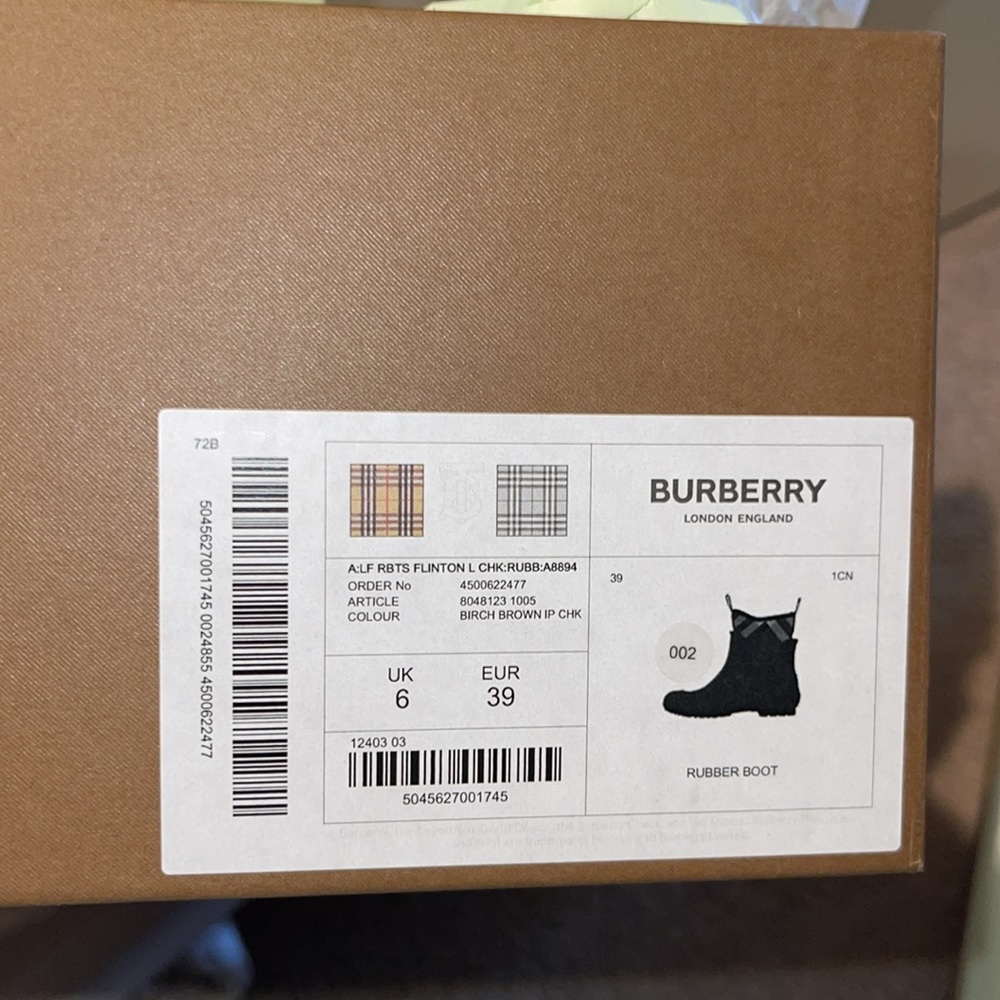 72B
5045627001745 0024855 4500622477
BURBERRY
LONDON ENGLAND
A:LF RBTS FLINTON L CHK:RUBB:A8894
ORDER No 4500622477
ARTICLE 8048123 1005
COLOUR BIRCH BROWN IP CHK
UK EUR
6 39
12403 03
5045627001745
39 1CN
002
RUBBER BOOT